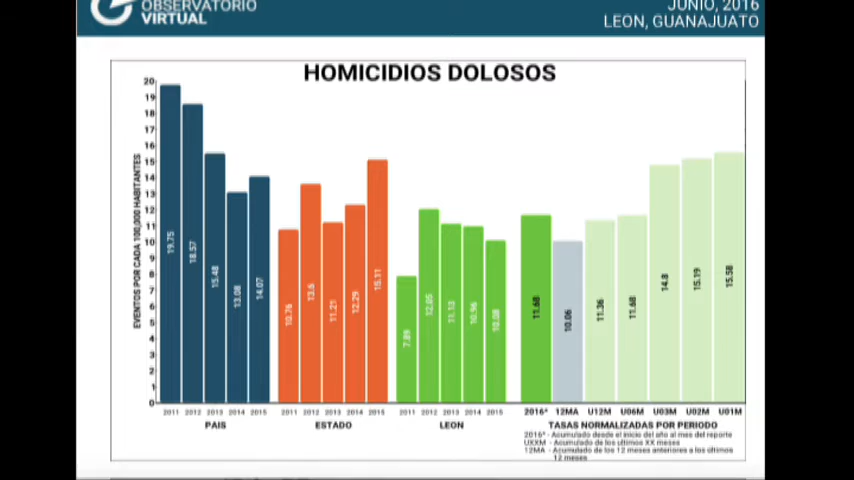 OBSERVATORIO
VIRTUAL
JUNIO, 2016
LEON, GUANAJUATO
HOMICIDIOS DOLOSOS
EVENTOS POR CADA 100,000 HABITANTES
20
19
18
17
16
15
14
13
12
11
10
9
8
7
6
5
4
3
2
1
0
19.75 18.57 15.48 13.08 14.07
10.76 13.6 11.21 12.29 15.11
7.89 12.05 11.13 10.96 10.08
11.68 10.06 11.36 11.68 14.8 15.19 15.58
2011 2012 2013 2014 2015
2011 2012 2013 2014 2015
2011 2012 2013 2014 2015
2016* 12MA U12M U06M U03M U02M U01M
PAIS ESTADO LEON TASAS NORMALIZADAS POR PERIODO
2016* - Acumulado desde el inicio del año al mes del reporte
UXXM - Acumulado de los ultimos XX meses
12MA - Acumulado de los 12 meses anteriores a los últimos
12 meses